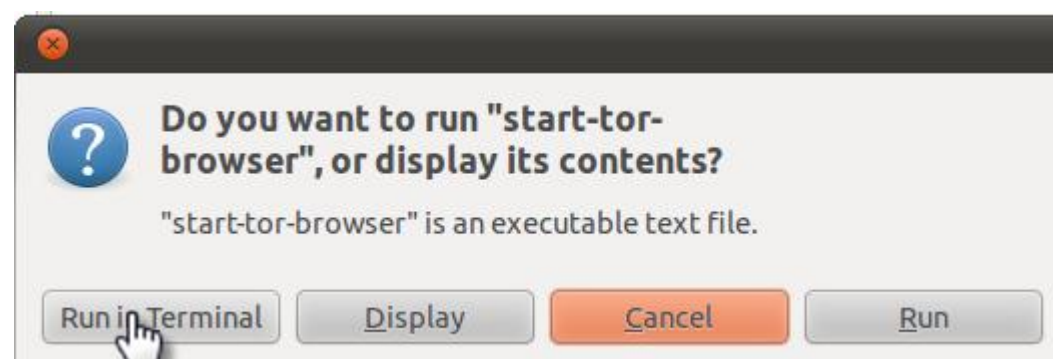 Do you want to run "start-tor-
browser", or display its contents?
"start-tor-browser" is an executable text file.
Run in Terminal Display Cancel Run